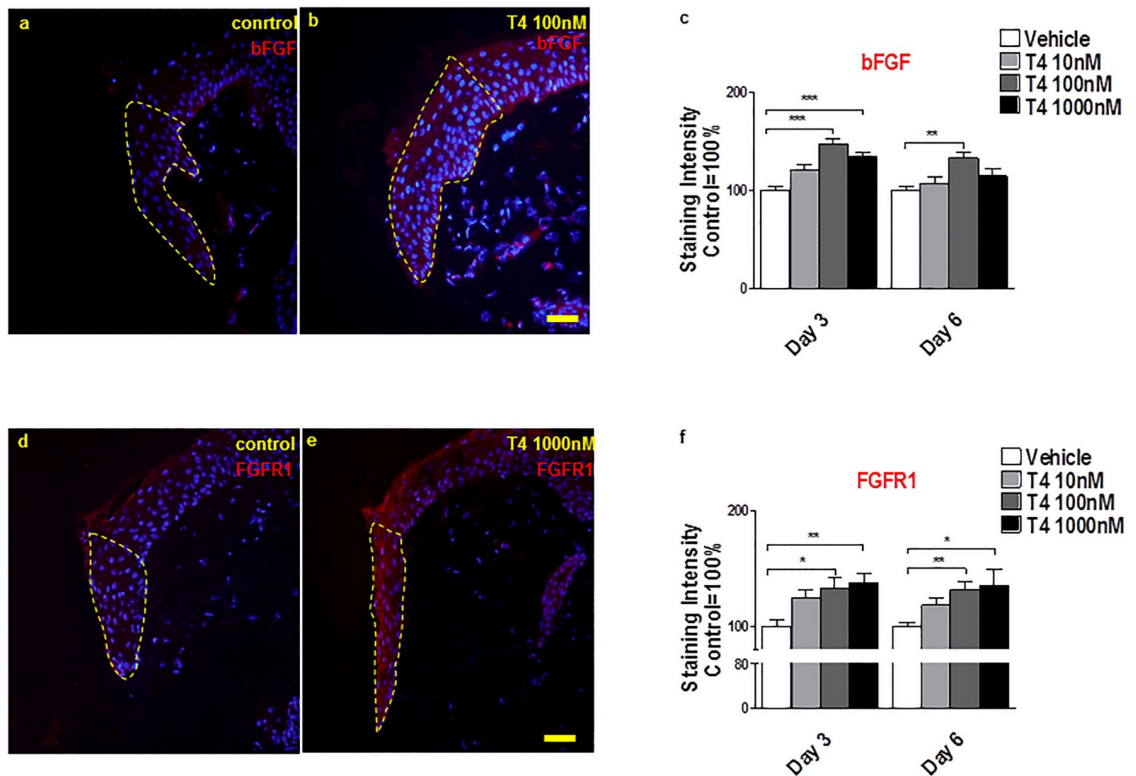 a
conrtrol
bFGF
b
T4 100nM
bFGF
c
Vehicle
T4 10nM
T4 100nM
T4 1000nM
bFGF
Staining Intensity
Control=100%
200
100
0
***
***
**
Day 3
Day 6
d
control
FGFR1
e
T4 1000nM
FGFR1
f
Vehicle
T4 10nM
T4 100nM
T4 1000nM
FGFR1
Staining Intensity
Control=100%
200
100
80
0
**
*
*
**
Day 3
Day 6